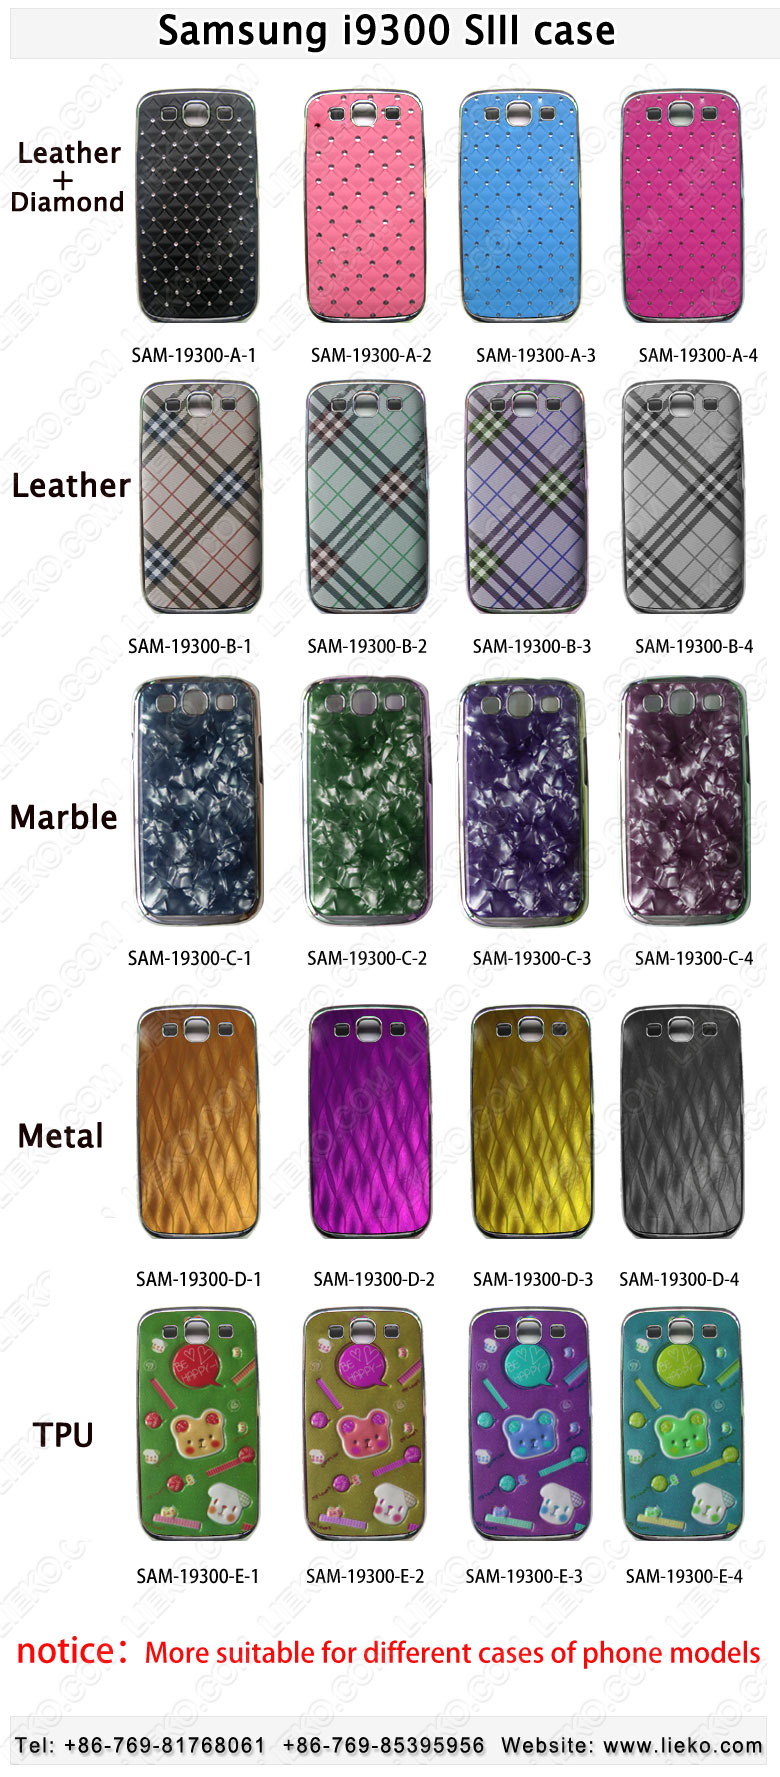 Samsung i9300 SIII case
Leather
+
Diamond
SAM-19300-A-1 SAM-19300-A-2 SAM-19300-A-3 SAM-19300-A-4
Leather
SAM-19300-B-1 SAM-19300-B-2 SAM-19300-B-3 SAM-19300-B-4
Marble
SAM-19300-C-1 SAM-19300-C-2 SAM-19300-C-3 SAM-19300-C-4
Metal
SAM-19300-D-1 SAM-19300-D-2 SAM-19300-D-3 SAM-19300-D-4
BE HAPPY
TPU
SAM-19300-E-1 SAM-19300-E-2 SAM-19300-E-3 SAM-19300-E-4
notice: More suitable for different cases of phone models
Tel: +86-769-81768061 +86-769-85395956 Website: www.lieko.com
LIEKO.COM